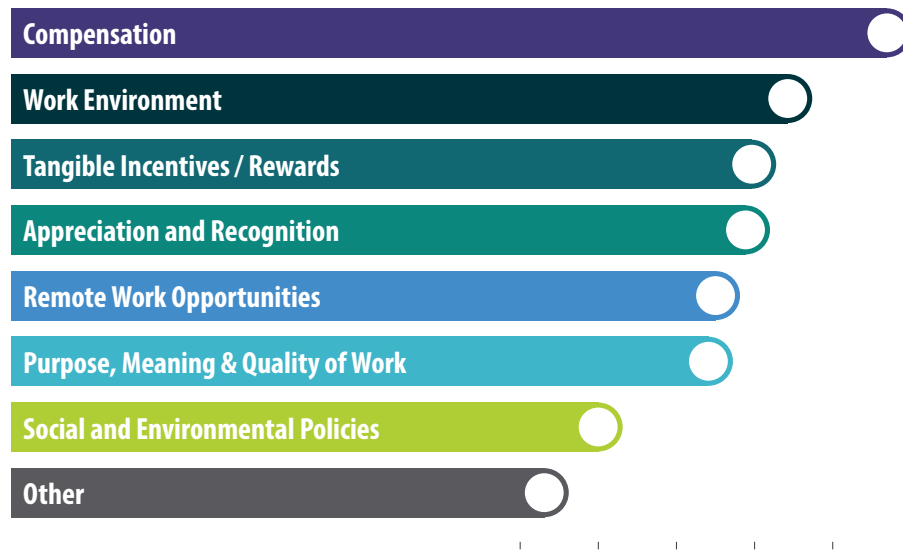 Compensation
Work Environment
Tangible Incentives / Rewards
Appreciation and Recognition
Remote Work Opportunities
Purpose, Meaning & Quality of Work
Social and Environmental Policies
Other